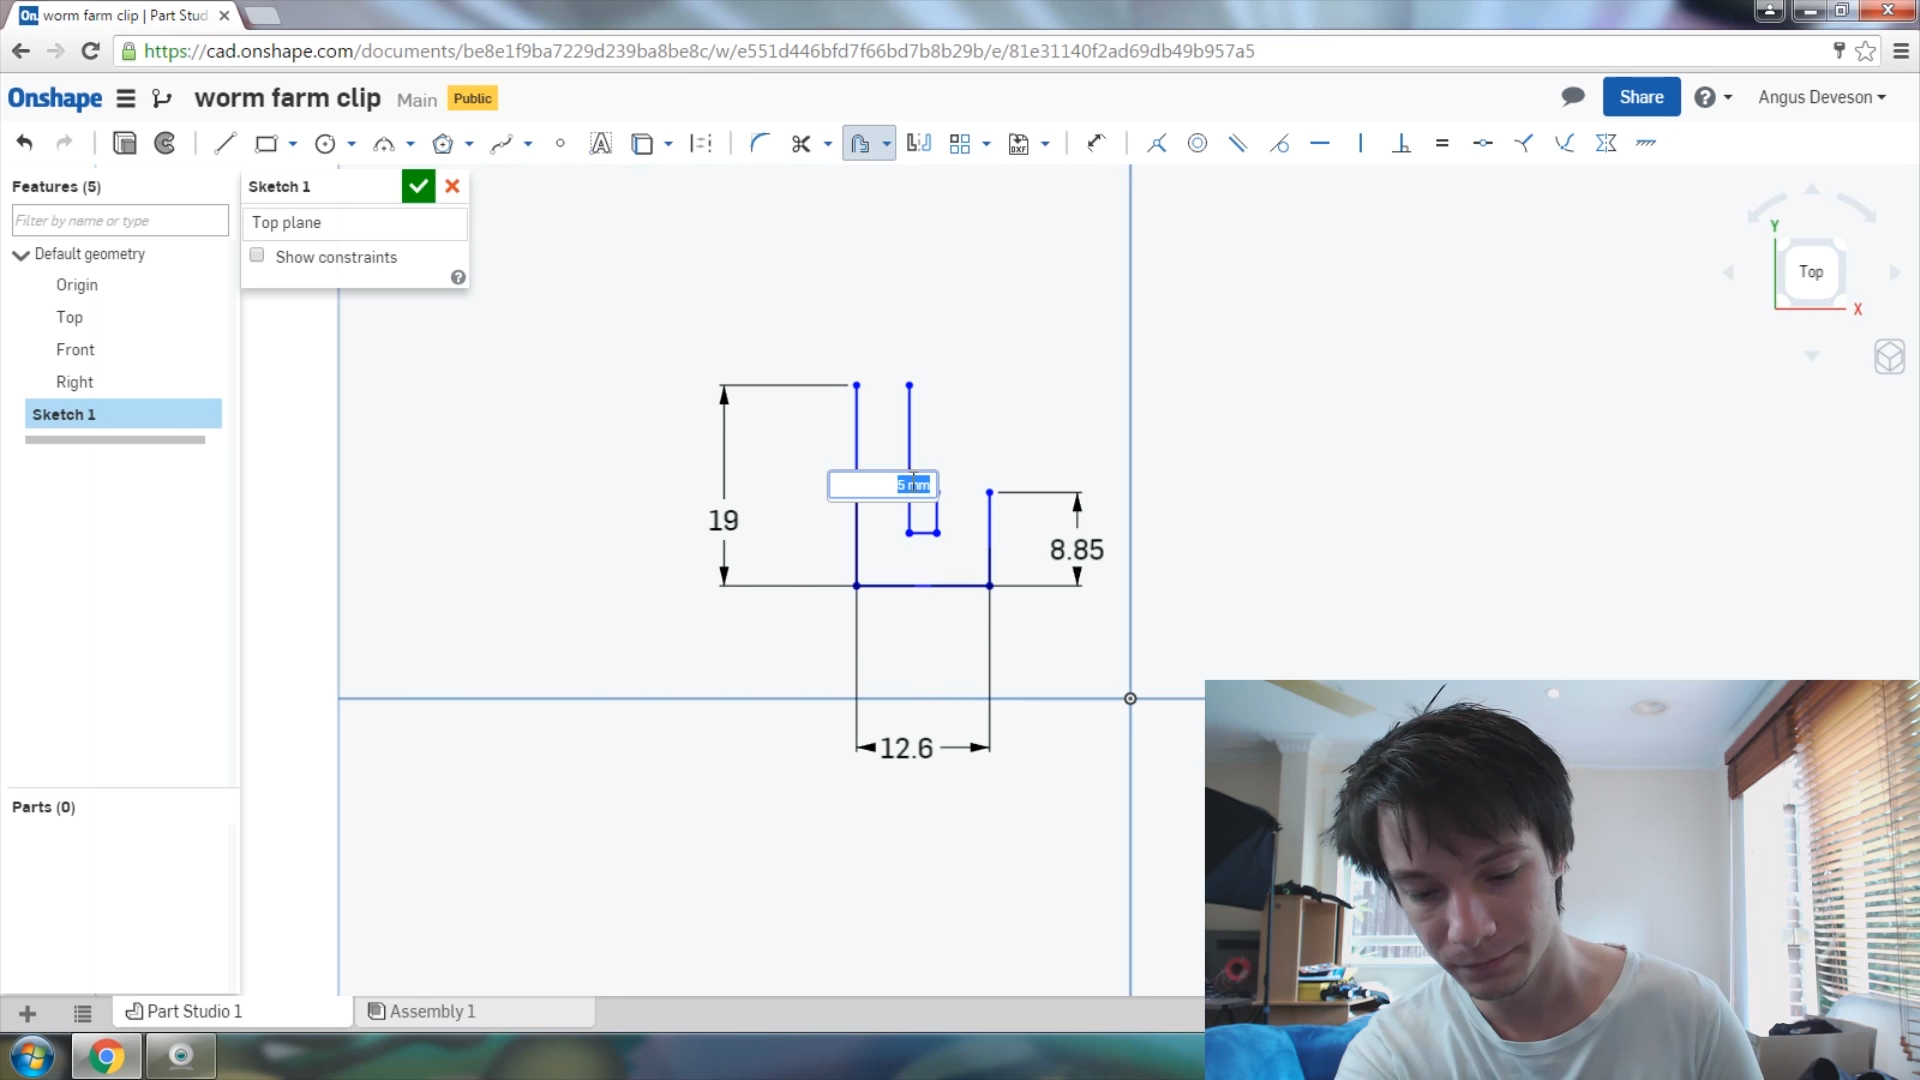 On. worm farm clip | Part Stud
https://cad.onshape.com/documents/be8e1f9ba7229d239ba8be8c/w/e551d446bfd7f66bd7b8b29b/e/81e31140f2ad69db49b957a5
Onshape worm farm clip Main Public Share Angus Deveson
DXF
Features (5)
Filter by name or type
Default geometry
Origin
Top
Front
Right
Sketch 1
Parts (0)
Sketch 1
Top plane
Show constraints
?
19
5 mm
8.85
12.6
Y
Top
X
Part Studio 1
Assembly 1